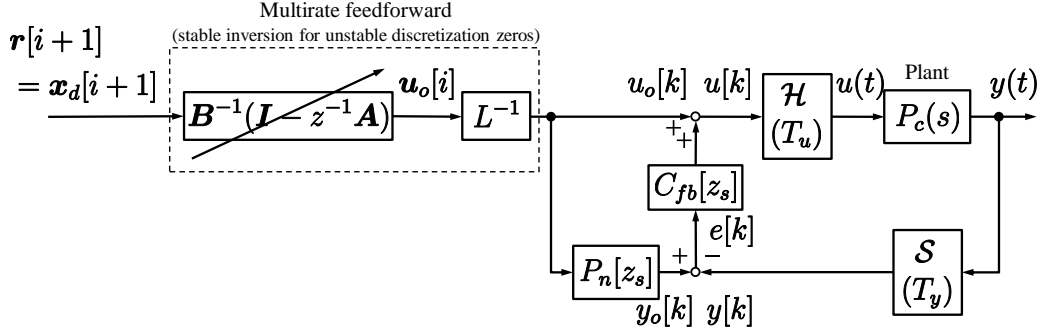 Multirate feedforward
(stable inversion for unstable discretization zeros)
r[i + 1]
= x_d[i + 1]
B^{-1}(I − z^{-1}A)
u_o[i]
L^{-1}
u_o[k]
u[k]
+
+
H
(T_u)
u(t)
Plant
P_c(s)
y(t)
C_{fb}[z_s]
e[k]
P_n[z_s]
+
−
y_o[k]
y[k]
S
(T_y)